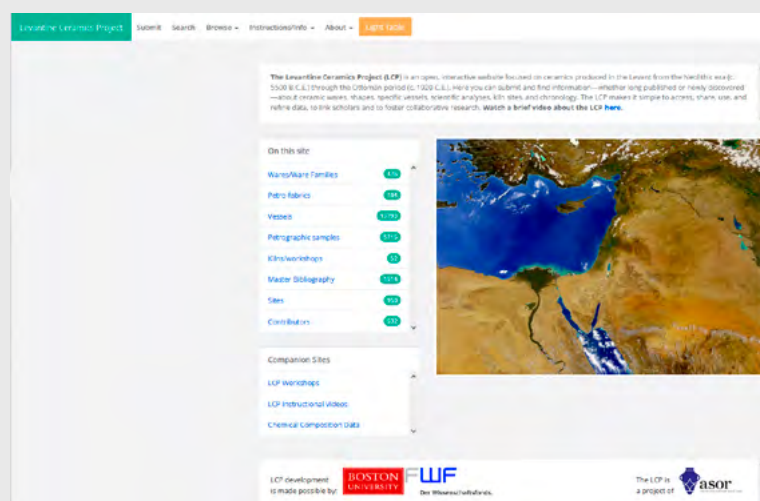 Levantine Ceramics Project Submit Search Browse Instructions/Info About Light Table
The Levantine Ceramics Project (LCP) is an open, interactive website focused on ceramics produced in the Levant from the Neolithic era (c.
5500 B.C.E.) through the Ottoman period (c. 1920 C.E.). Here you can submit and find information—whether long published or newly discovered
—about ceramic wares, shapes, specific vessels, scientific analyses, kiln sites, and chronology. The LCP makes it simple to access, share, use, and
refine data, to link scholars and to foster collaborative research. Watch a brief video about the LCP here.
On this site
Wares/Ware Families
Petro fabrics
Vessels
Petrographic samples
Kilns/workshops 52
Master Bibliography
Sites
Contributors
Companion Sites
LCP Workshops
LCP Instructional Videos
Chemical Composition Data
LCP development
is made possible by:
BOSTON
UNIVERSITY
FWF
Der Wissenschaftsfonds.
The LCP is
a project of
asor